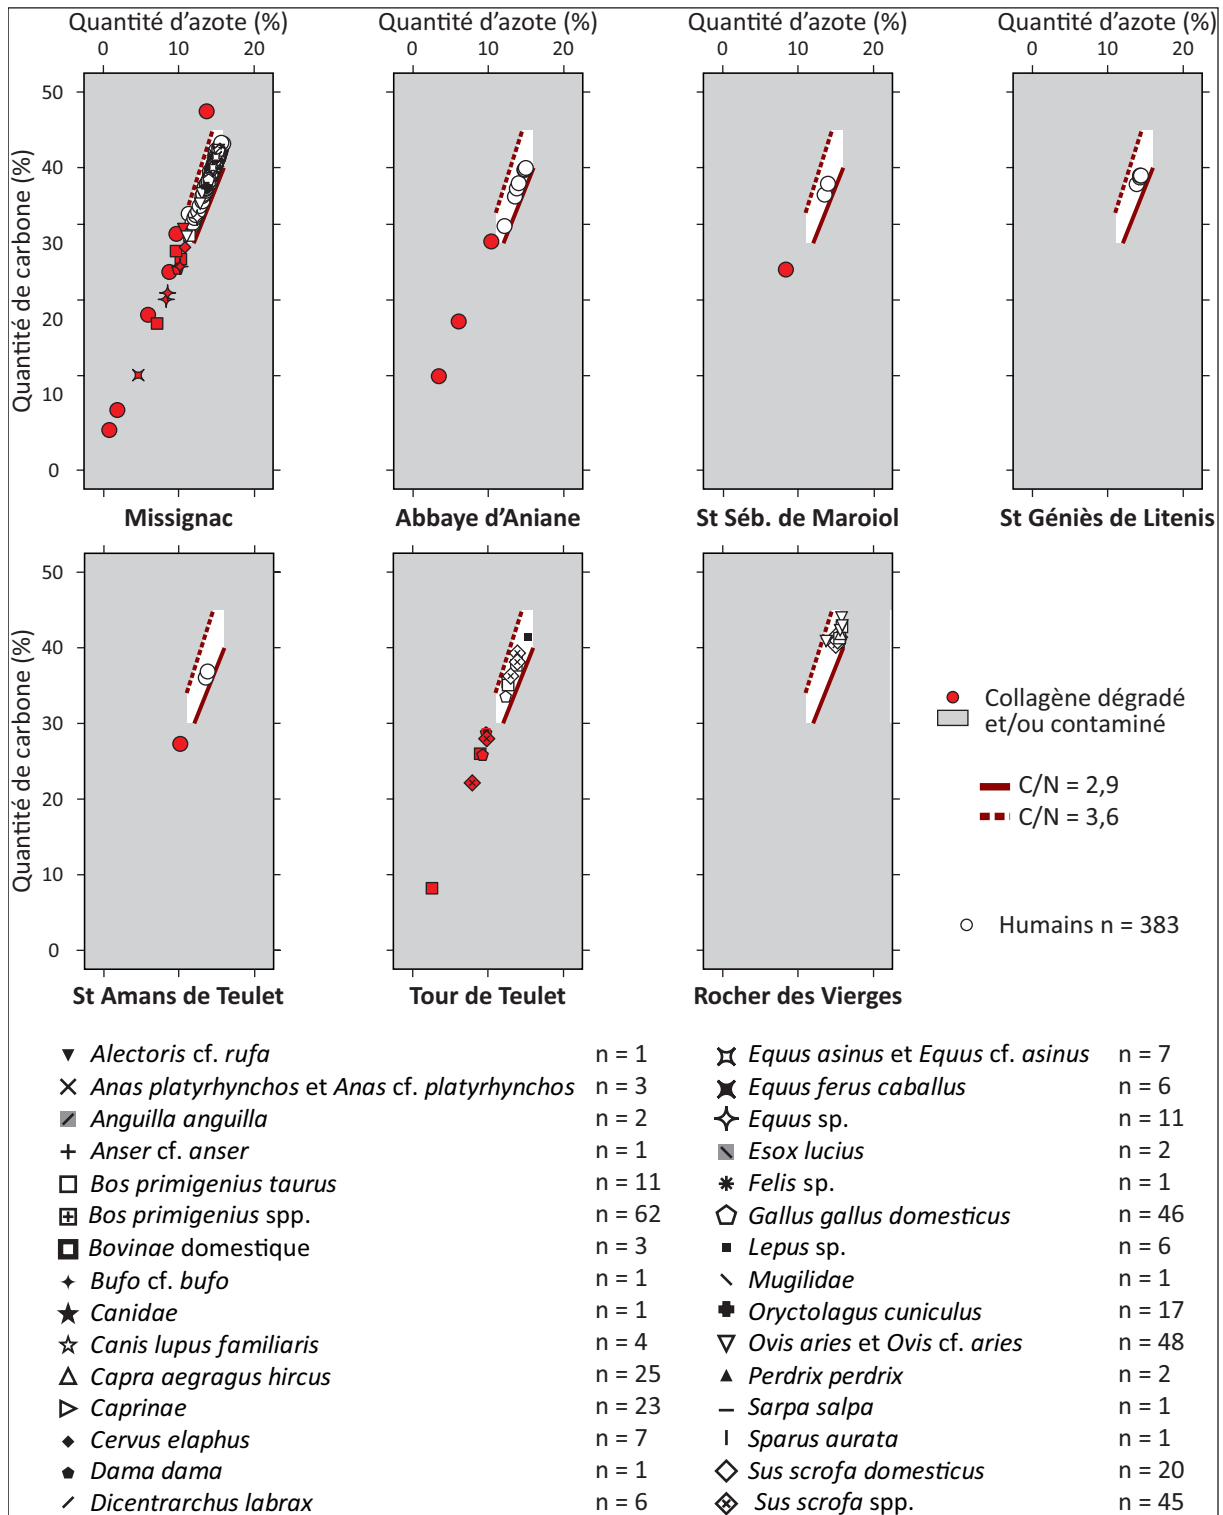 Quantité d’azote (%) Quantité d’azote (%) Quantité d’azote (%) Quantité d’azote (%)
0 10 20 0 10 20 0 10 20 0 10 20
Quantité de carbone (%)
50
40
30
20
10
0
Missignac Abbaye d’Aniane St Séb. de Maroiol St Géniès de Litenis
Quantité de carbone (%)
50
40
30
20
10
0
St Amans de Teulet Tour de Teulet Rocher des Vierges
Collagène dégradé
et/ou contaminé
C/N = 2,9
C/N = 3,6
Humains n = 383
Alectoris cf. rufa n = 1
Anas platyrhynchos et Anas cf. platyrhynchos n = 3
Anguilla anguilla n = 2
Anser cf. anser n = 1
Bos primigenius taurus n = 11
Bos primigenius spp. n = 62
Bovinae domestique n = 3
Bufo cf. bufo n = 1
Canidae n = 1
Canis lupus familiaris n = 4
Capra aegragus hircus n = 25
Caprinae n = 23
Cervus elaphus n = 7
Dama dama n = 1
Dicentrarchus labrax n = 6
Equus asinus et Equus cf. asinus n = 7
Equus ferus caballus n = 6
Equus sp. n = 11
Esox lucius n = 2
Felis sp. n = 1
Gallus gallus domesticus n = 46
Lepus sp. n = 6
Mugilidae n = 1
Oryctolagus cuniculus n = 17
Ovis aries et Ovis cf. aries n = 48
Perdrix perdrix n = 2
Sarpa salpa n = 1
Sparus aurata n = 1
Sus scrofa domesticus n = 20
Sus scrofa spp. n = 45